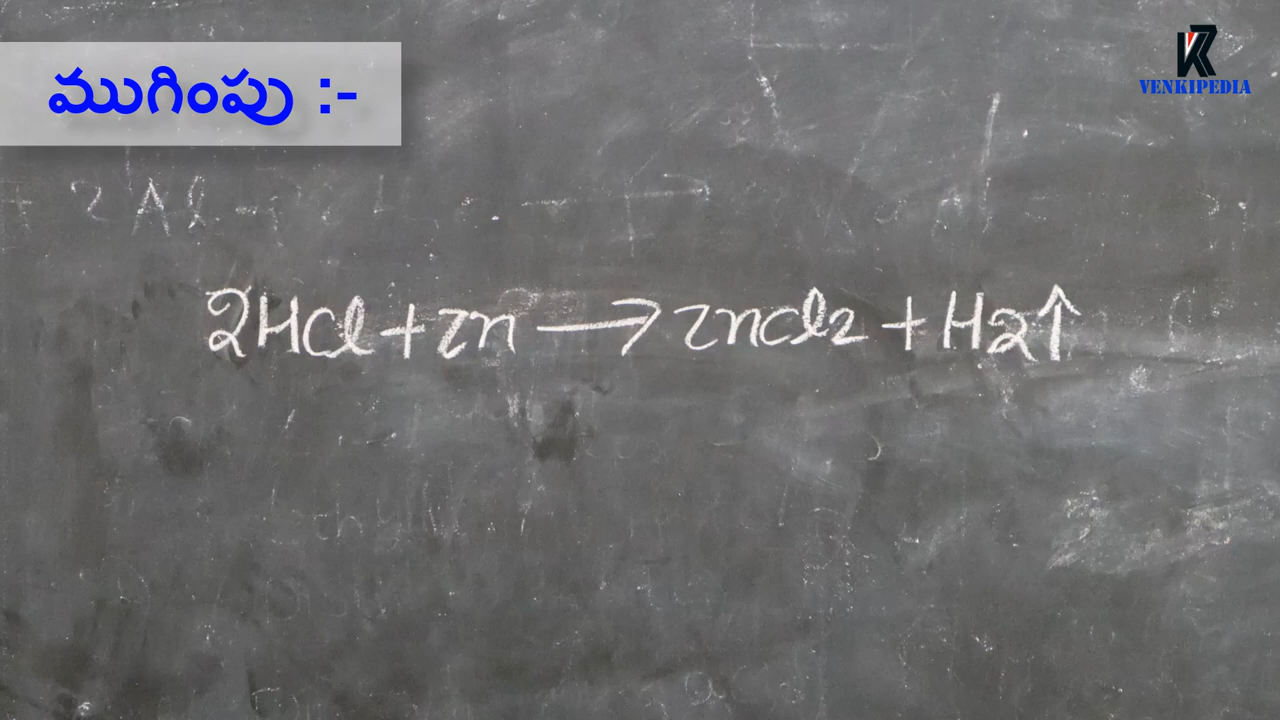 ముగింపు :-
VENKIPEDIA
2HCl + zn → zncl2 + H2↑